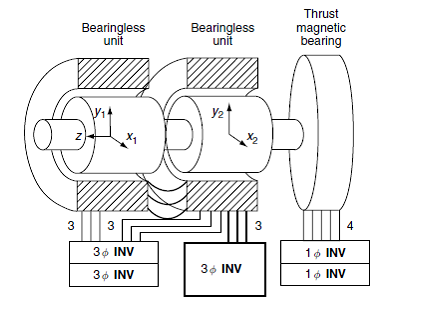 Bearingless
unit
Bearingless
unit
Thrust
magnetic
bearing
y1
z
x1
y2
x2
3
3
3
4
3ϕ INV
3ϕ INV
3ϕ INV
1ϕ INV
1ϕ INV